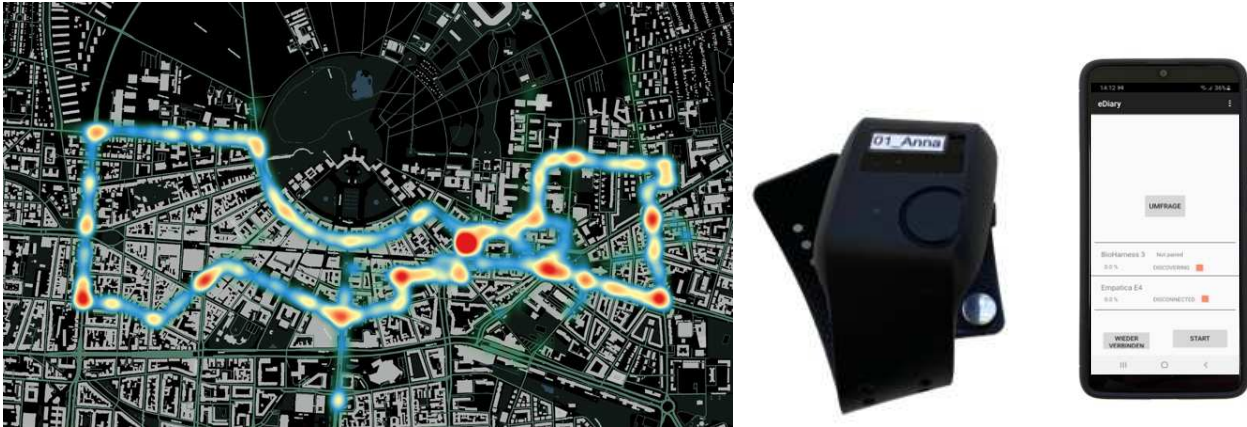 01_Anna
14:12
36%
eDiary
UMFRAGE
BioHarness 3 Not paired
0.0 % DISCOVERING
Empatica E4
0.0 % DISCONNECTED
WIEDER
VERBINDEN
START